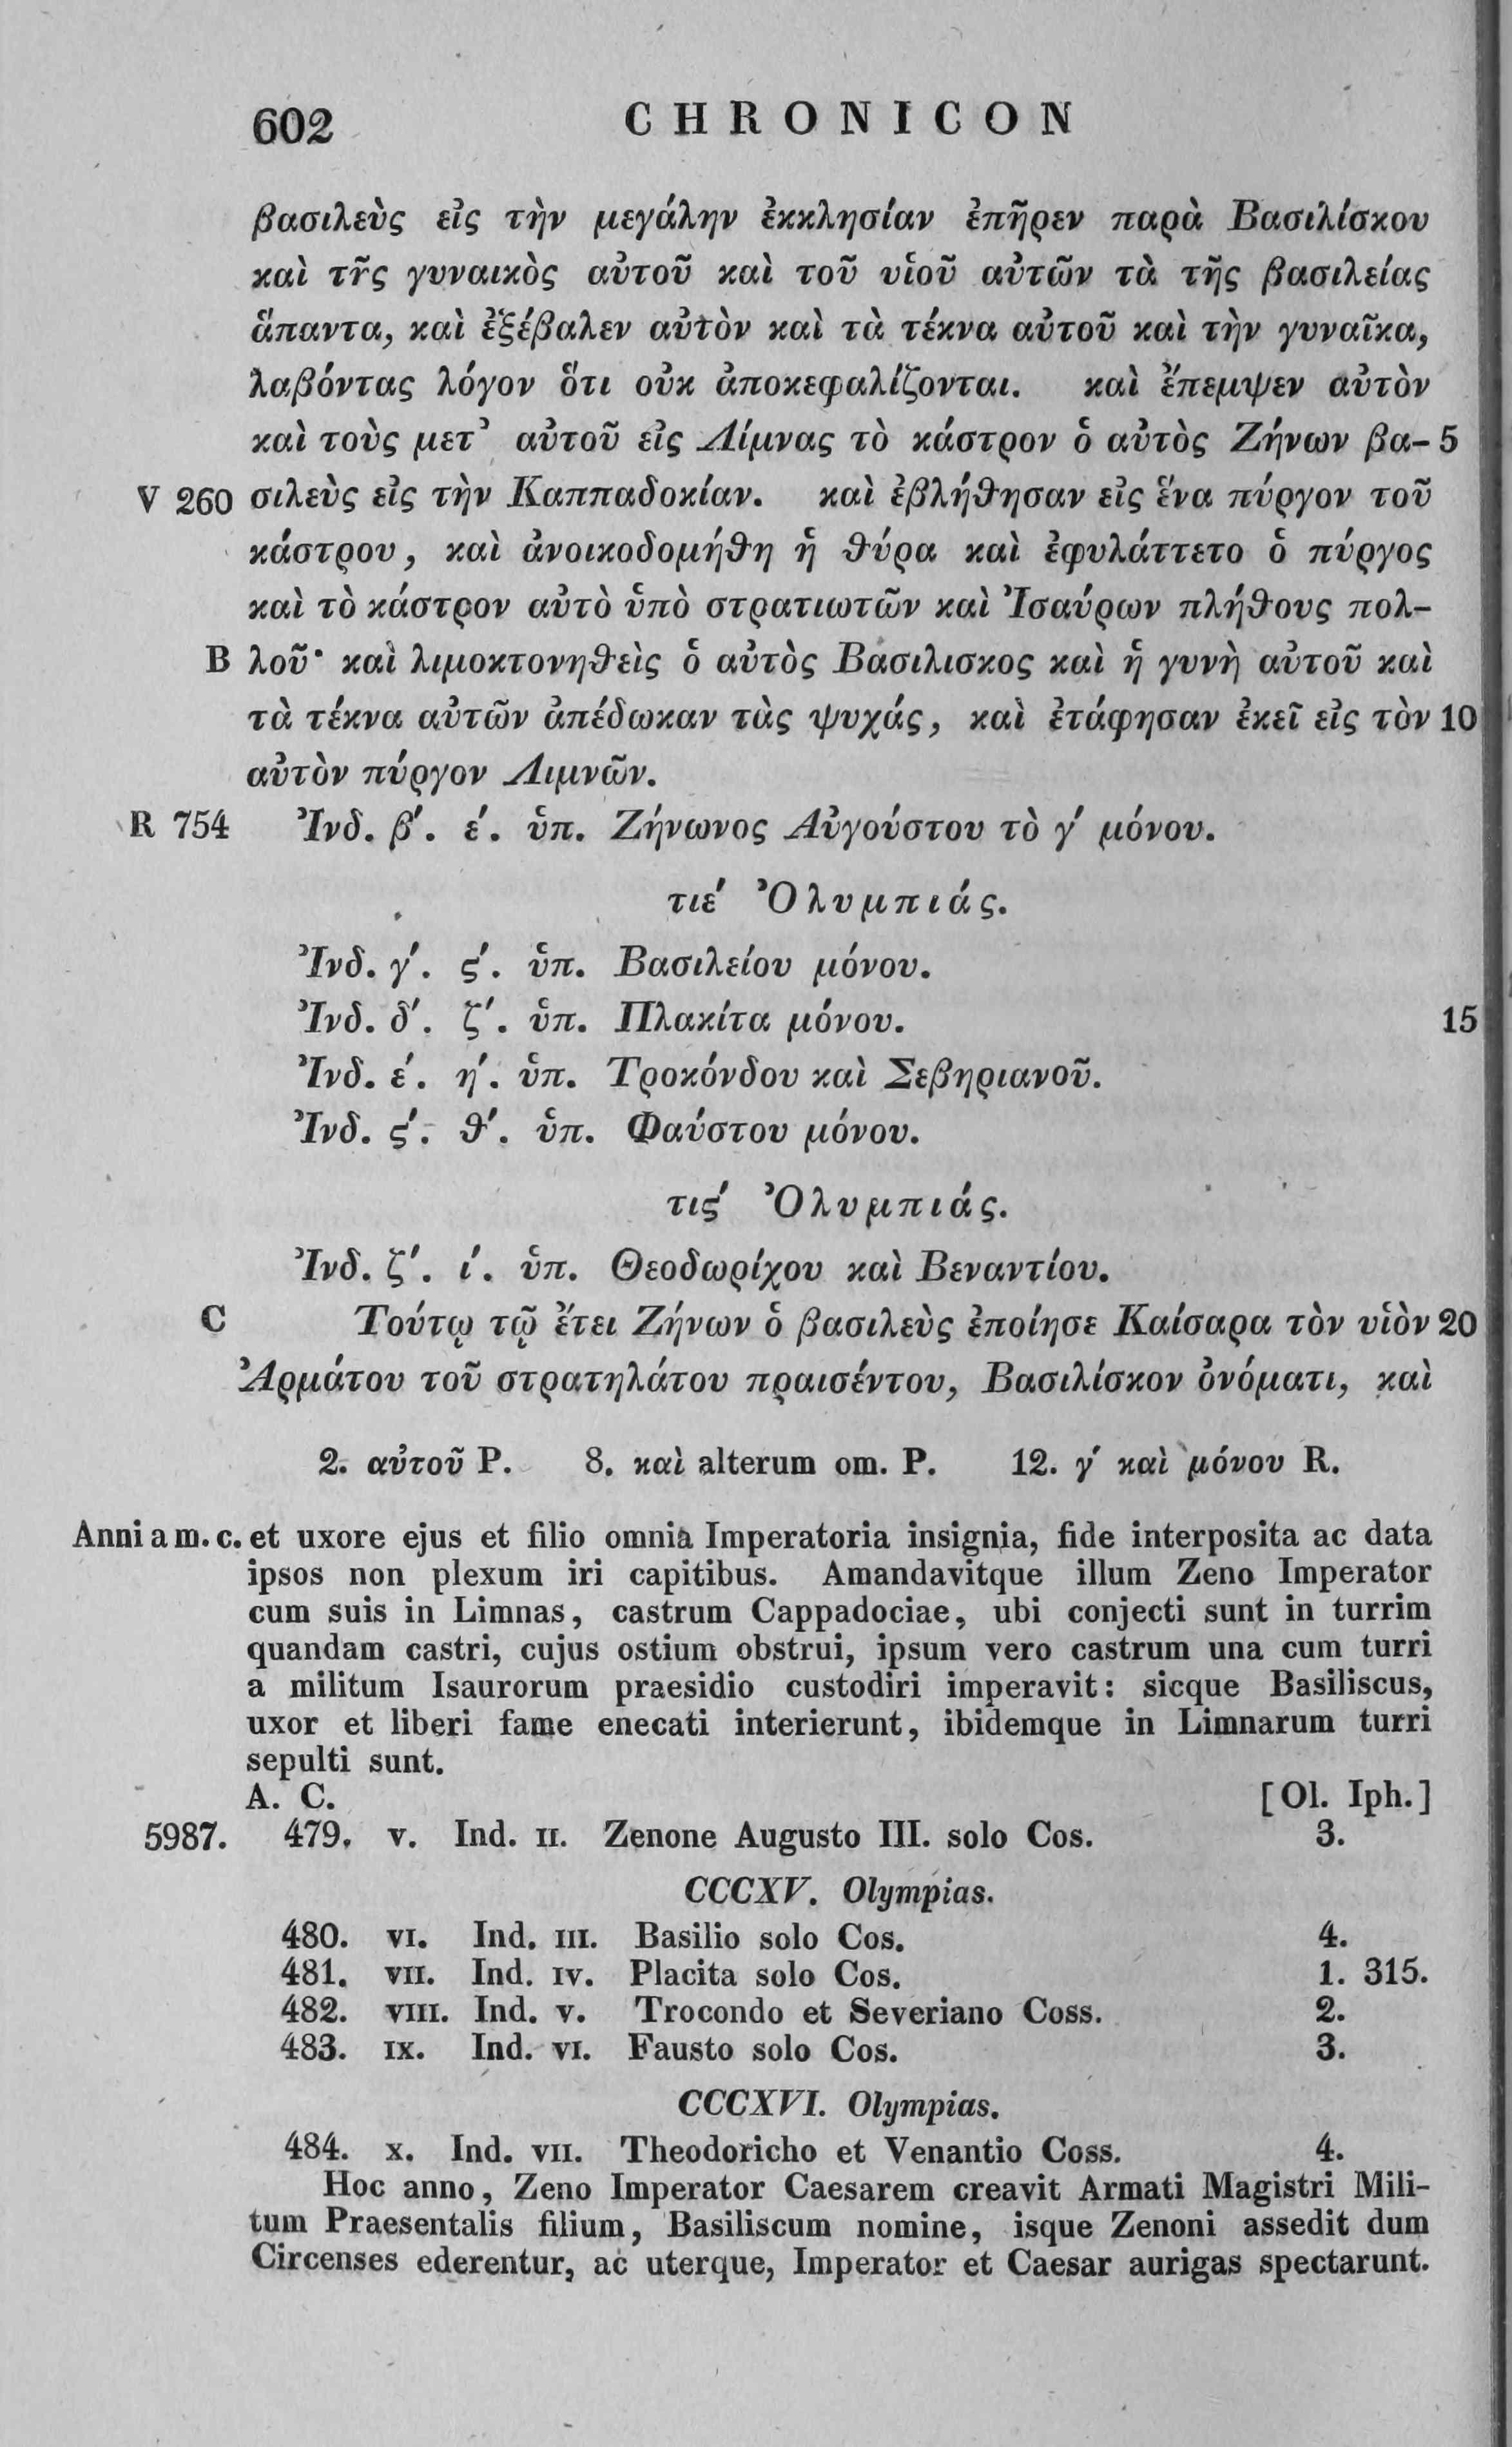 602 CHRONICON
βασιλεὺς εἰς τὴν μεγάλην ἐκκλησίαν ἐπῆρεν παρὰ Βασιλίσκου
καὶ τῆς γυναικὸς αὐτοῦ καὶ τοῦ υἱοῦ αὐτῶν τὰ τῆς βασιλείας
ἅπαντα, καὶ ἐξέβαλεν αὐτὸν καὶ τὰ τέκνα αὐτοῦ καὶ τὴν γυναῖκα,
λαβόντας λόγον ὅτι οὐκ ἀποκεφαλίζονται. καὶ ἔπεμψεν αὐτὸν
καὶ τοὺς μετ᾽ αὐτοῦ εἰς Λίμνας τὸ κάστρον ὁ αὐτὸς Ζήνων βα- 5
V 260 σιλεὺς εἰς τὴν Καππαδοκίαν. καὶ ἐβλήθησαν εἰς ἕνα πύργον τοῦ
κάστρου, καὶ ἀνοικοδομήθη ἡ θύρα καὶ ἐφυλάττετο ὁ πύργος
καὶ τὸ κάστρον αὐτὸ ὑπὸ στρατιωτῶν καὶ Ἰσαύρων πλήθους πολ-
B λοῦ· καὶ λιμοκτονηθεὶς ὁ αὐτὸς Βασιλισκος καὶ ἡ γυνὴ αὐτοῦ καὶ
τὰ τέκνα αὐτῶν ἀπέδωκαν τὰς ψυχάς, καὶ ἐτάφησαν ἐκεῖ εἰς τὸν 10
αὐτὸν πύργον Λιμνῶν.
R 754 Ἰνδ. β´. ε´. ὑπ. Ζήνωνος Αὐγούστου τὸ γ´ μόνου.
τιε´ Ὀλυμπιάς.
Ἰνδ. γ´. ϛ´. ὑπ. Βασιλείου μόνου.
Ἰνδ. δ´. ζ´. ὑπ. Πλακίτα μόνου. 15
Ἰνδ. ε´. η´. ὑπ. Τροκόνδου καὶ Σεβηριανοῦ.
Ἰνδ. ϛ´. θ´. ὑπ. Φαύστου μόνου.
τιϛ´ Ὀλυμπιάς.
Ἰνδ. ζ´. ι´. ὑπ. Θεοδωρίχου καὶ Βεναντίου.
C Τούτῳ τῷ ἔτει Ζήνων ὁ βασιλεὺς ἐποίησε Καίσαρα τὸν υἱὸν 20
Ἀρμάτου τοῦ στρατηλάτου πραισέντου, Βασιλίσκον ὀνόματι, καὶ
2. αὐτοῦ P. 8. καὶ alterum om. P. 12. γ´ καὶ μόνου R.
Anni a m. c. et uxore ejus et filio omnia Imperatoria insignia, fide interposita ac data
ipsos non plexum iri capitibus. Amandavitque illum Zeno Imperator
cum suis in Limnas, castrum Cappadociae, ubi conjecti sunt in turrim
quandam castri, cujus ostium obstrui, ipsum vero castrum una cum turri
a militum Isaurorum praesidio custodiri imperavit: sicque Basiliscus,
uxor et liberi fame enecati interierunt, ibidemque in Limnarum turri
sepulti sunt.
A. C. [Ol. Iph.]
5987. 479. V. Ind. II. Zenone Augusto III. solo Cos. 3.
CCCXV. Olympias.
480. VI. Ind. III. Basilio solo Cos. 4.
481. VII. Ind. IV. Placita solo Cos. 1. 315.
482. VIII. Ind. V. Trocondo et Severiano Coss. 2.
483. IX. Ind. VI. Fausto solo Cos. 3.
CCCXVI. Olympias.
484. X. Ind. VII. Theodoricho et Venantio Coss. 4.
Hoc anno, Zeno Imperator Caesarem creavit Armati Magistri Mili-
tum Praesentalis filium, Basiliscum nomine, isque Zenoni assedit dum
Circenses ederentur, ac uterque, Imperator et Caesar aurigas spectarunt.